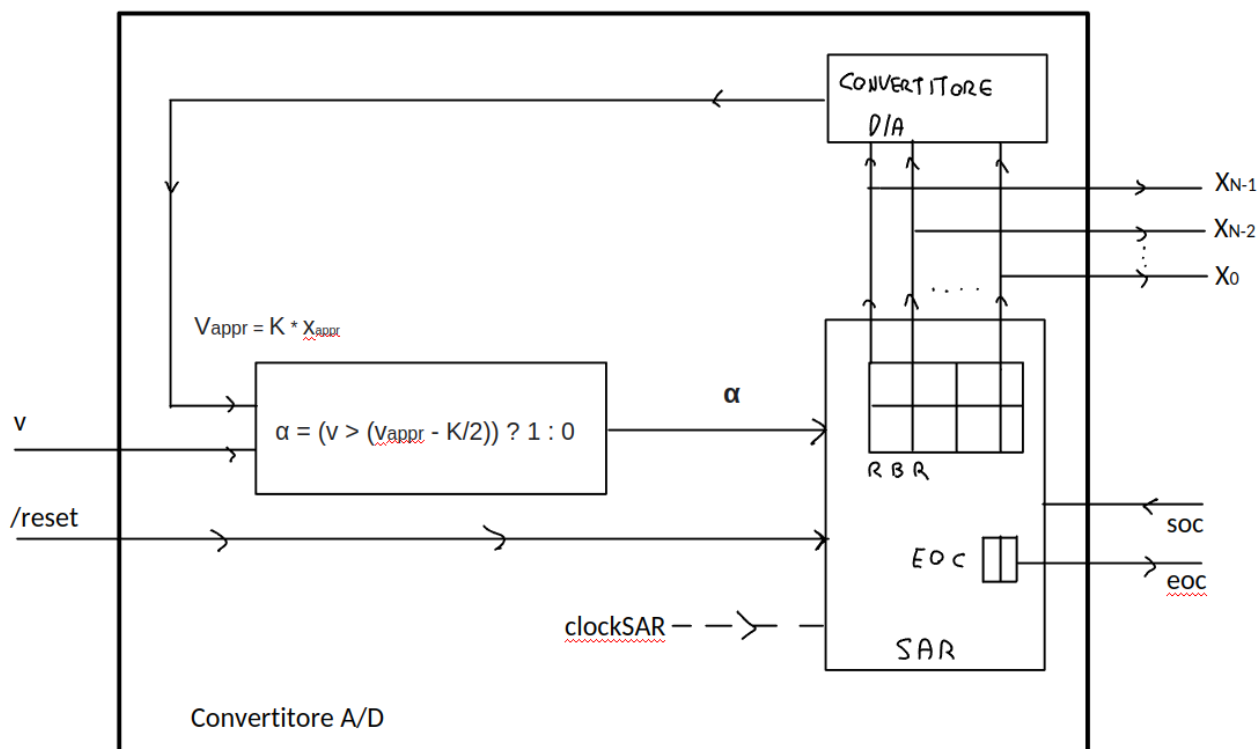 CONVERTITORE
D/A
XN-1
XN-2
. . . .
X0
. . . .
Vappr = K * xappr
v
α = (v > (vappr - K/2)) ? 1 : 0
α
RBR
/reset
soc
EOC
eoc
clockSAR
SAR
Convertitore A/D